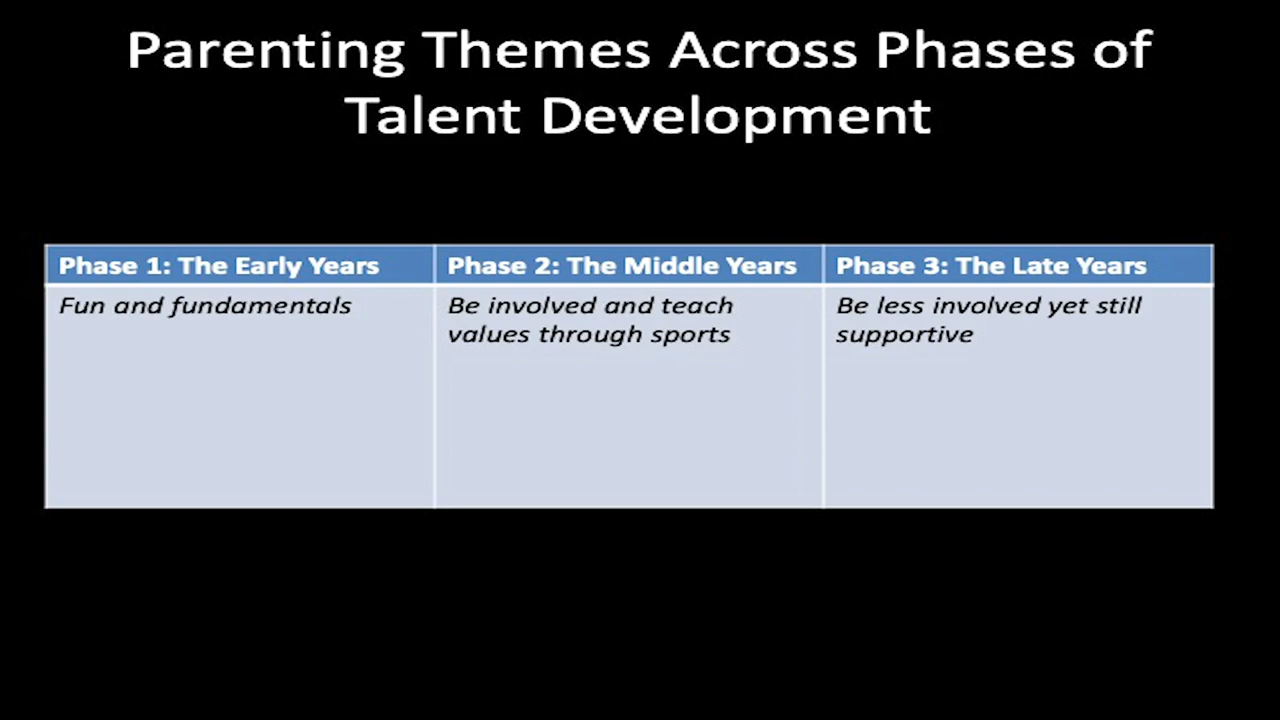 Parenting Themes Across Phases of
Talent Development
Phase 1: The Early Years
Phase 2: The Middle Years
Phase 3: The Late Years
Fun and fundamentals
Be involved and teach
values through sports
Be less involved yet still
supportive